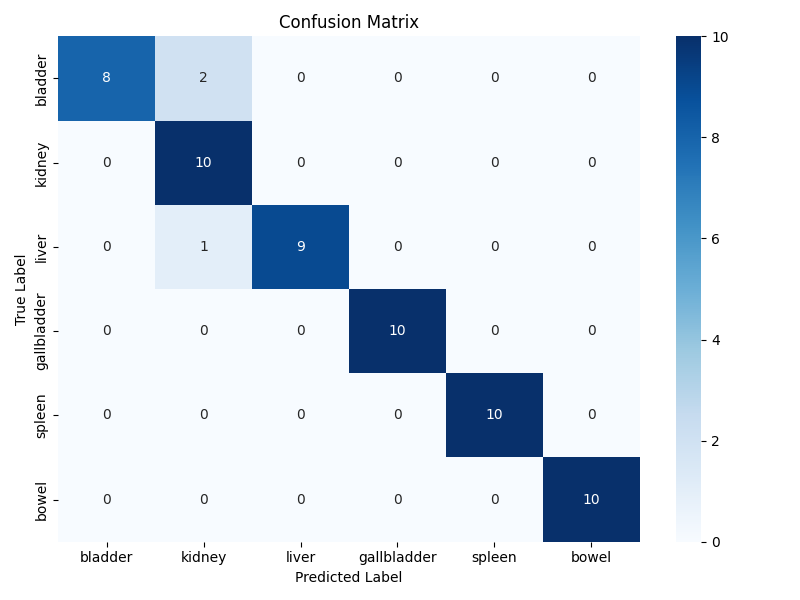 Confusion Matrix
True Label
bladder 8 2 0 0 0 0
kidney 0 10 0 0 0 0
liver 0 1 9 0 0 0
gallbladder 0 0 0 10 0 0
spleen 0 0 0 0 10 0
bowel 0 0 0 0 0 10
bladder kidney liver gallbladder spleen bowel
Predicted Label
10
8
6
4
2
0